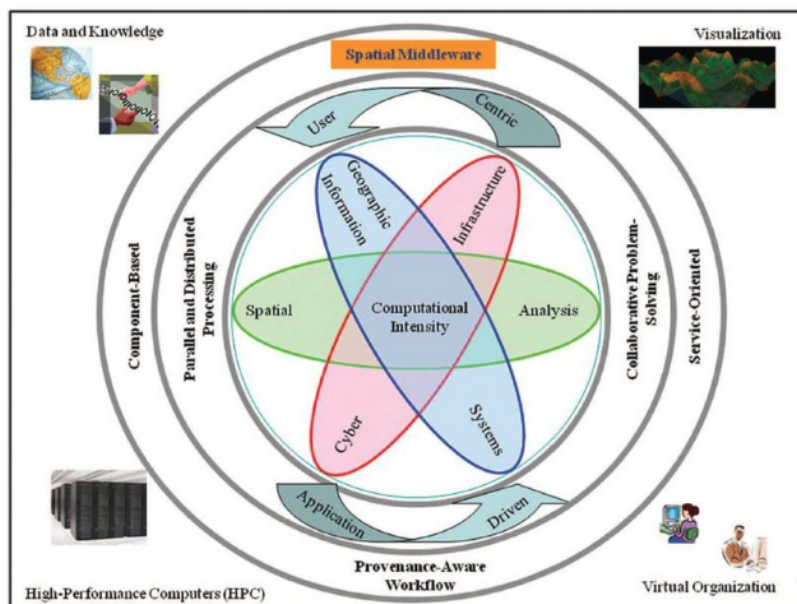 Data and Knowledge
Visualization
Spatial Middleware
User
Centric
Geographic
Information
Infrastructure
Component-Based
Parallel and Distributed
Processing
Spatial
Computational
Intensity
Analysis
Collaborative Problem-
Solving
Service-Oriented
Cyber
Systems
Application
Driven
Provenance-Aware
Workflow
High-Performance Computers (HPC)
Virtual Organization